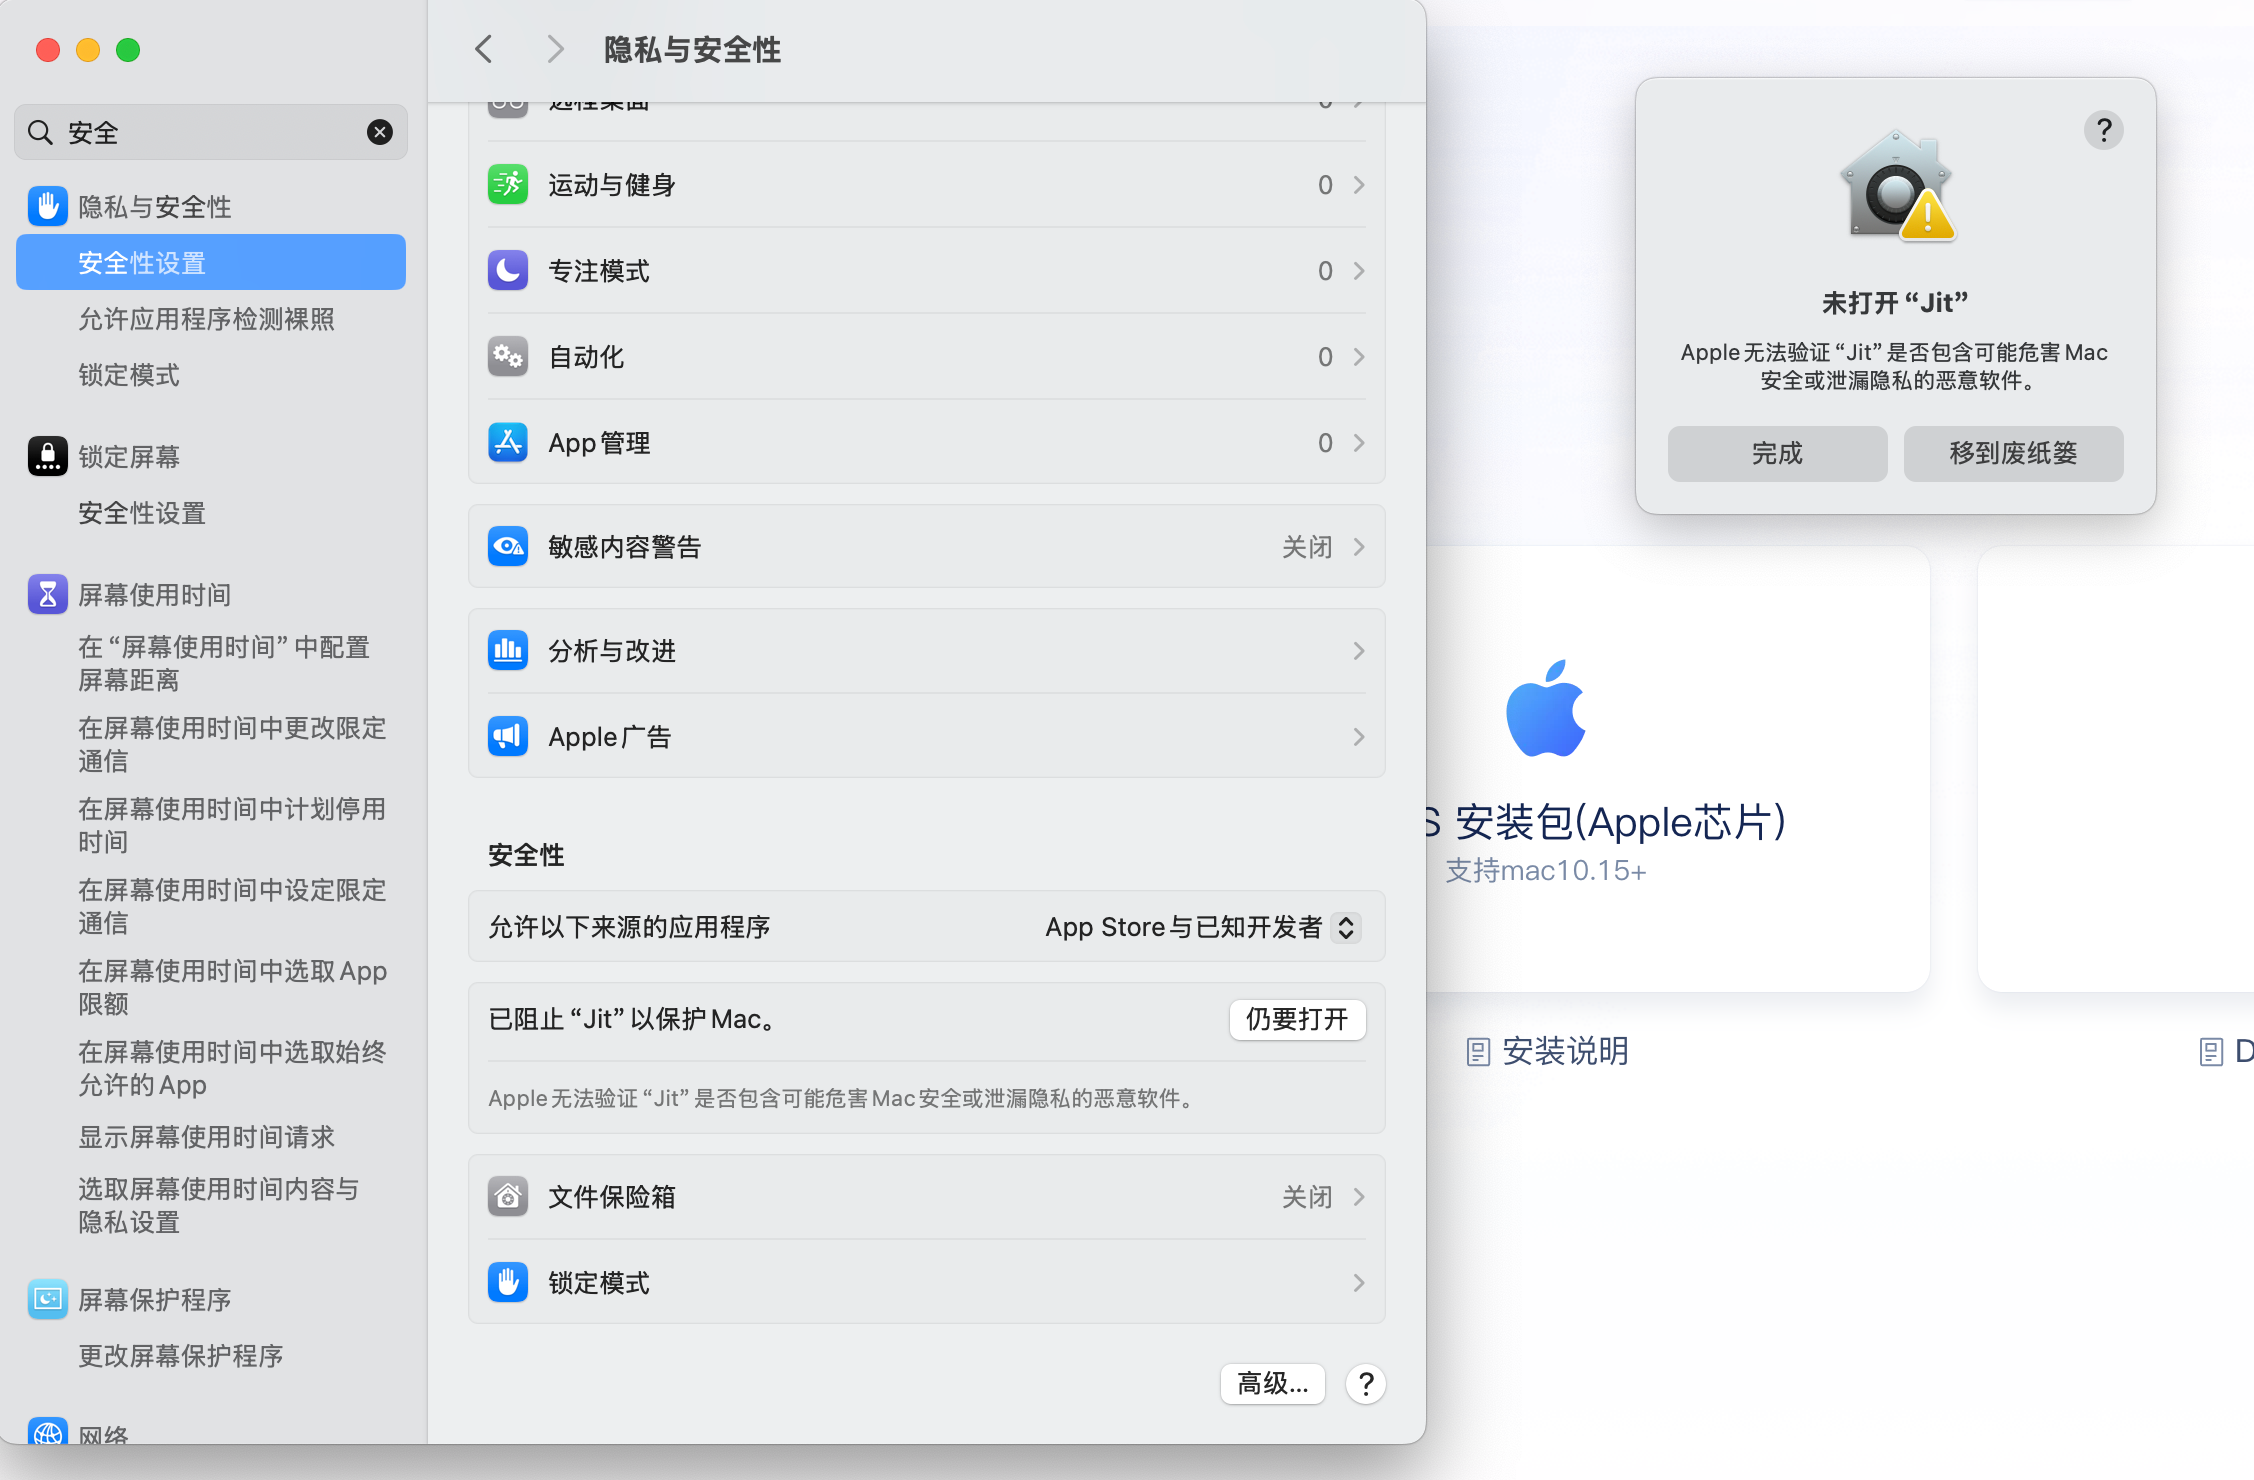 安全
隐私与安全性
安全性设置
允许应用程序检测裸照
锁定模式
锁定屏幕
安全性设置
屏幕使用时间
在“屏幕使用时间”中配置
屏幕距离
在屏幕使用时间中更改限定
通信
在屏幕使用时间中计划停用
时间
在屏幕使用时间中设定限定
通信
在屏幕使用时间中选取App
限额
在屏幕使用时间中选取始终
允许的App
显示屏幕使用时间请求
选取屏幕使用时间内容与
隐私设置
屏幕保护程序
更改屏幕保护程序
网络
隐私与安全性
远程桌面 0
运动与健身 0
专注模式 0
自动化 0
App管理 0
敏感内容警告 关闭
分析与改进
Apple广告
安全性
允许以下来源的应用程序 App Store与已知开发者
已阻止“Jit”以保护Mac。 仍要打开
Apple无法验证“Jit”是否包含可能危害Mac安全或泄漏隐私的恶意软件。
文件保险箱 关闭
锁定模式
高级... ?
?
未打开“Jit”
Apple无法验证“Jit”是否包含可能危害Mac
安全或泄漏隐私的恶意软件。
完成 移到废纸篓
S 安装包(Apple芯片)
支持mac10.15+
安装说明
D